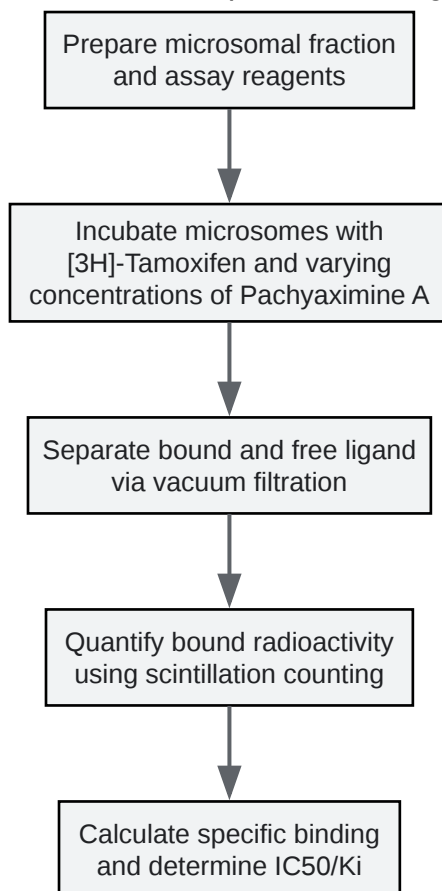 Prepare microsomal fraction
and assay reagents
Incubate microsomes with
[3H]-Tamoxifen and varying
concentrations of Pachyaximine A
Separate bound and free ligand
via vacuum filtration
Quantify bound radioactivity
using scintillation counting
Calculate specific binding
and determine IC50/Ki